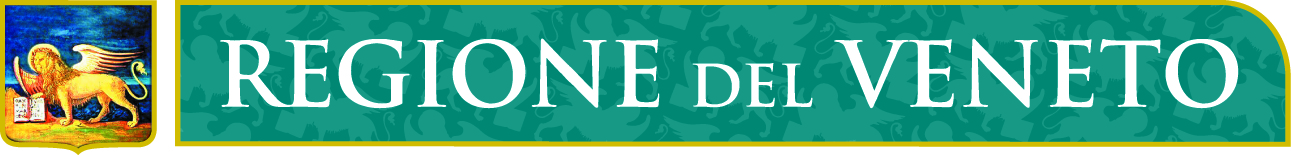 REGIONE DEL VENETO